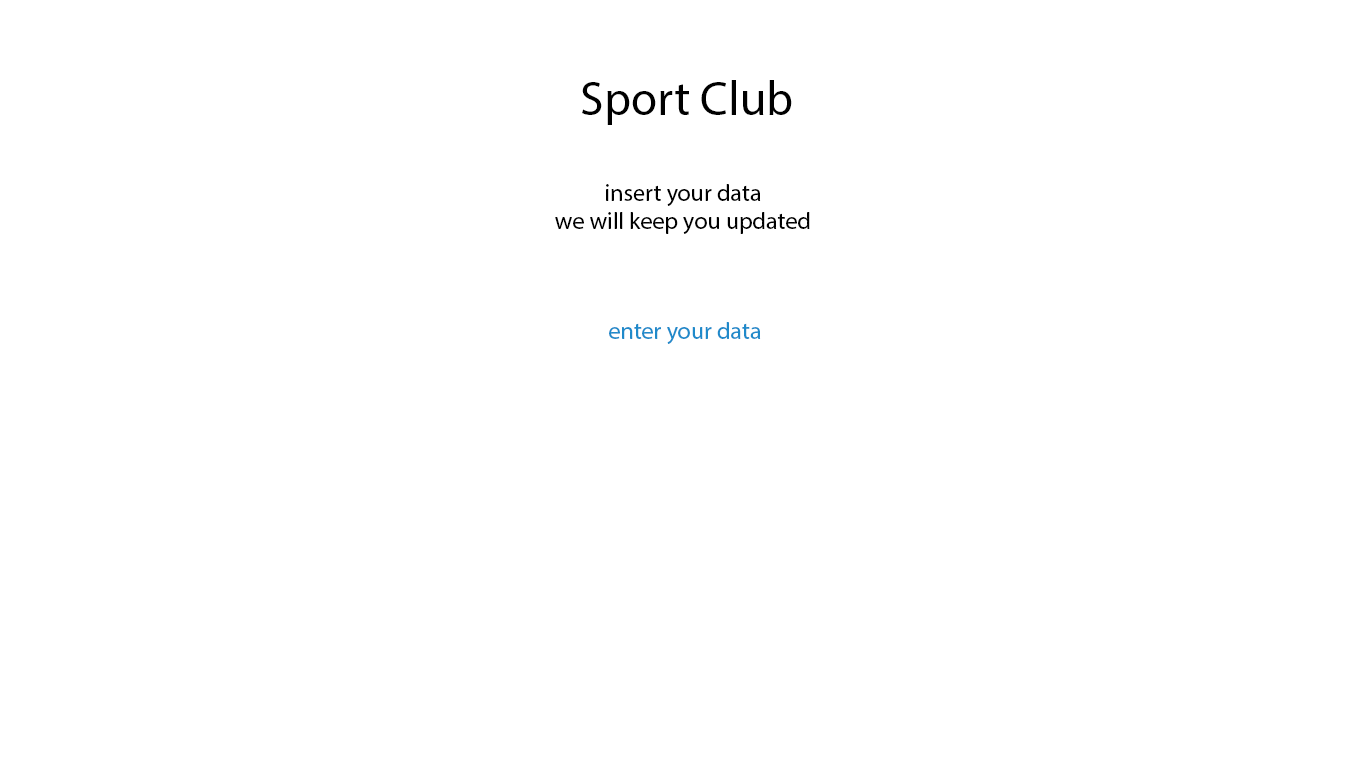 Sport Club
insert your data
we will keep you updated
enter your data